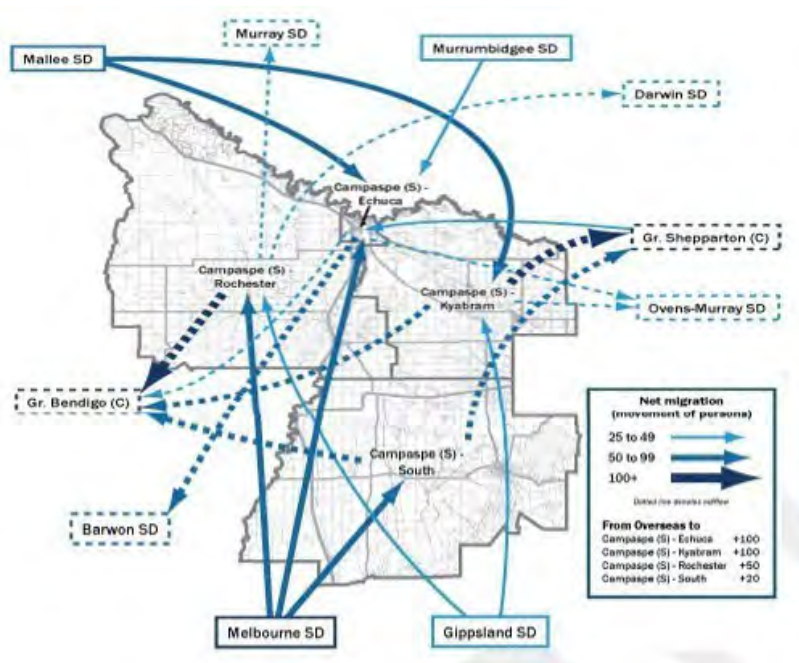 Murray SD
Mallee SD
Murrumbidgee SD
Darwin SD
Campaspe (S) -
Echuca
Gr. Shepparton (C)
Campaspe (S) -
Rochester
Campaspe (S) -
Kyabram
Ovens-Murray SD
Gr. Bendigo (C)
Net migration
(movement of persons)
25 to 49
50 to 99
100+
Dotted line denotes outflow
Campaspe (S) -
South
Barwon SD
From Overseas to
Campaspe (S) - Echuca +100
Campaspe (S) - Kyabram +100
Campaspe (S) - Rochester +50
Campaspe (S) - South +20
Melbourne SD
Gippsland SD